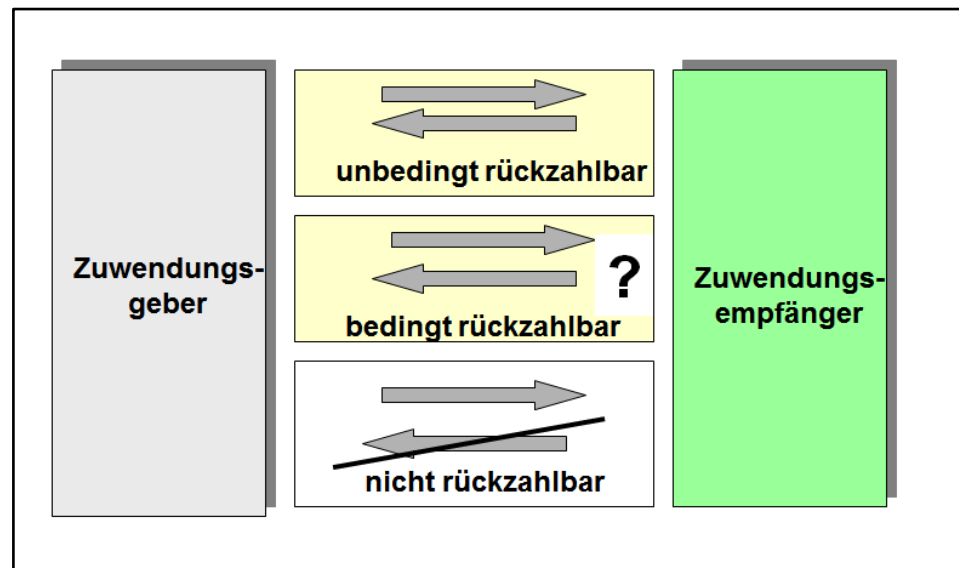 Zuwendungs-
geber
unbedingt rückzahlbar
?
bedingt rückzahlbar
nicht rückzahlbar
Zuwendungs-
empfänger